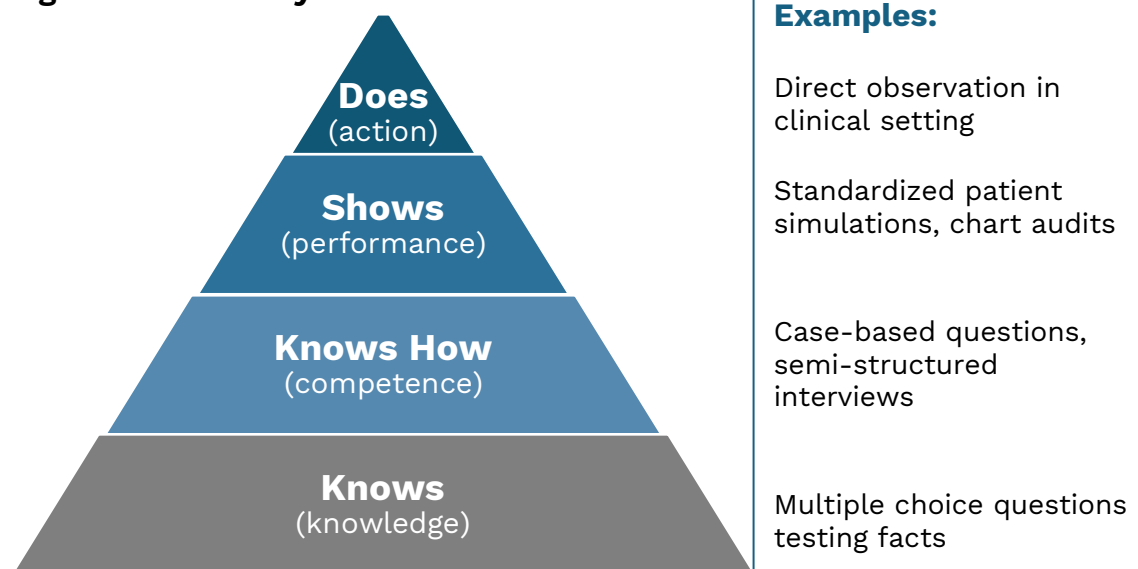 Examples:
Does
(action)
Direct observation in
clinical setting
Shows
(performance)
Standardized patient
simulations, chart audits
Knows How
(competence)
Case-based questions,
semi-structured
interviews
Knows
(knowledge)
Multiple choice questions
testing facts